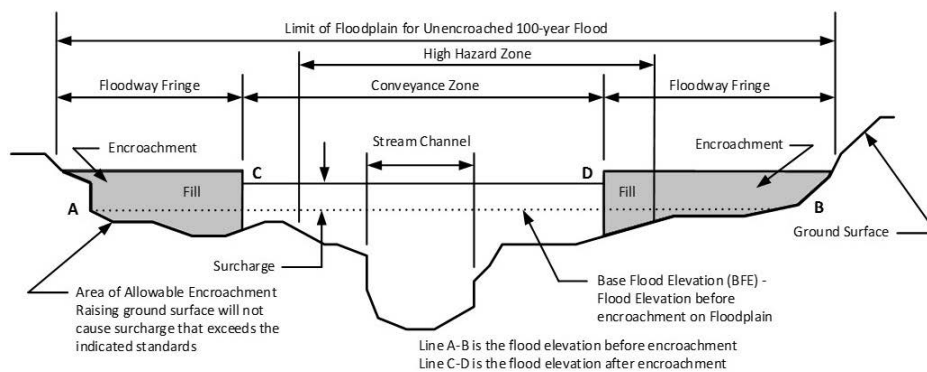 Limit of Floodplain for Unencroached 100-year Flood
High Hazard Zone
Floodway Fringe
Conveyance Zone
Floodway Fringe
Encroachment
Stream Channel
Encroachment
C
D
Fill
Fill
A
B
Surcharge
Ground Surface
Area of Allowable Encroachment
Raising ground surface will not
cause surcharge that exceeds the
indicated standards
Base Flood Elevation (BFE) -
Flood Elevation before
encroachment on Floodplain
Line A-B is the flood elevation before encroachment
Line C-D is the flood elevation after encroachment